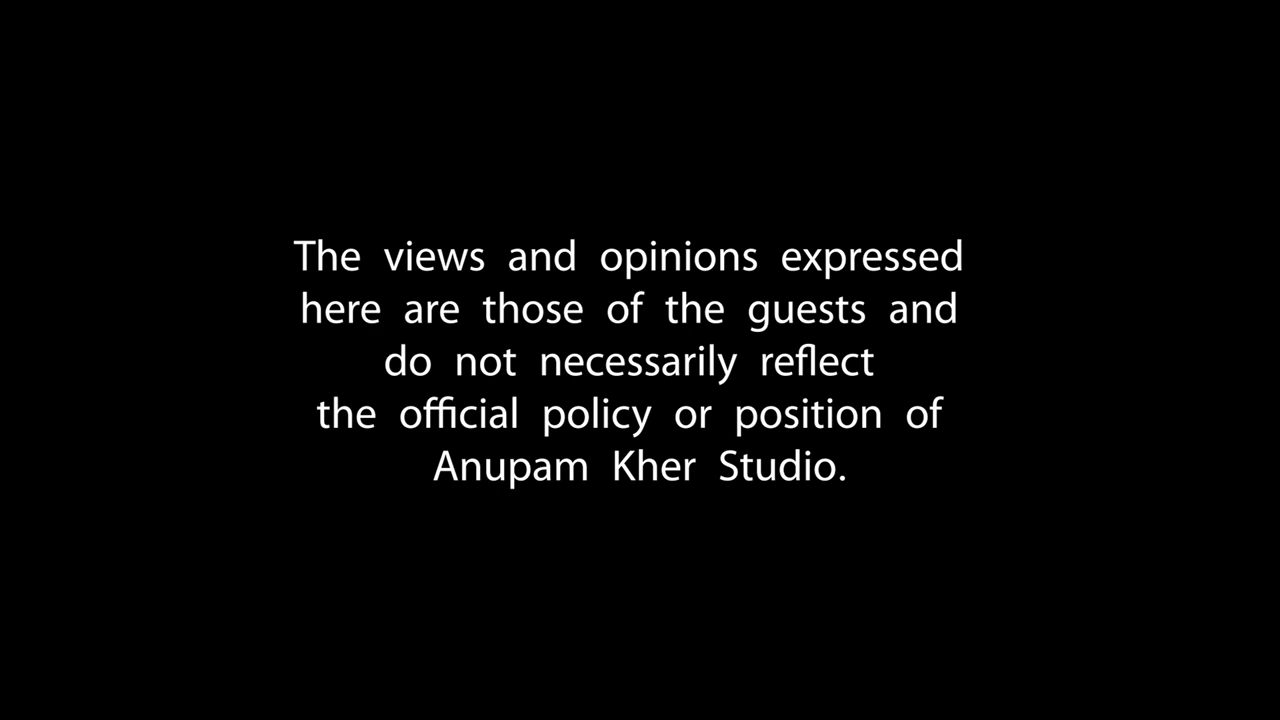 The views and opinions expressed
here are those of the guests and
do not necessarily reflect
the official policy or position of
Anupam Kher Studio.